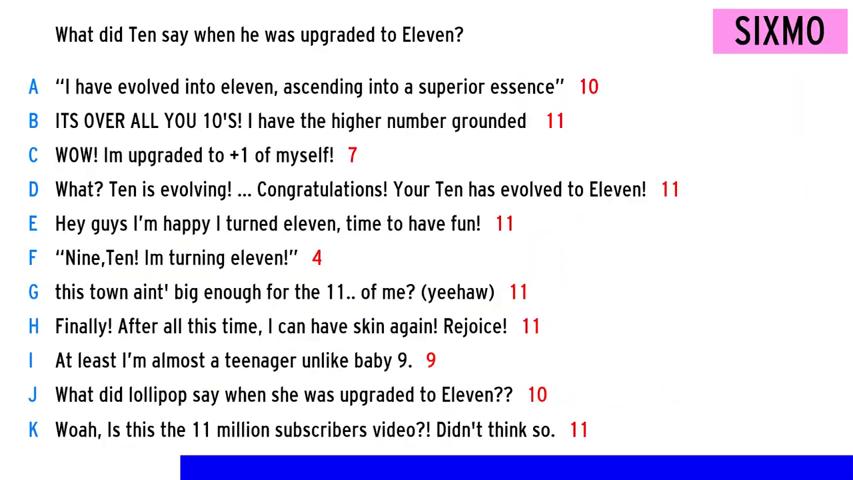 What did Ten say when he was upgraded to Eleven?
SIXMO
A “I have evolved into eleven, ascending into a superior essence” 10
B ITS OVER ALL YOU 10'S! I have the higher number grounded 11
C WOW! Im upgraded to +1 of myself! 7
D What? Ten is evolving! ... Congratulations! Your Ten has evolved to Eleven! 11
E Hey guys I’m happy I turned eleven, time to have fun! 11
F “Nine,Ten! Im turning eleven!” 4
G this town aint' big enough for the 11.. of me? (yeehaw) 11
H Finally! After all this time, I can have skin again! Rejoice! 11
I At least I’m almost a teenager unlike baby 9. 9
J What did lollipop say when she was upgraded to Eleven?? 10
K Woah, Is this the 11 million subscribers video?! Didn't think so. 11